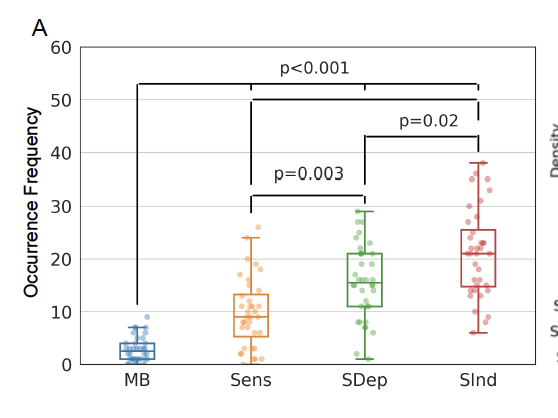 A
60
p<0.001
50
p=0.02
40
p=0.003
30
20
10
0
Occurrence Frequency
MB Sens SDep SInd
Density